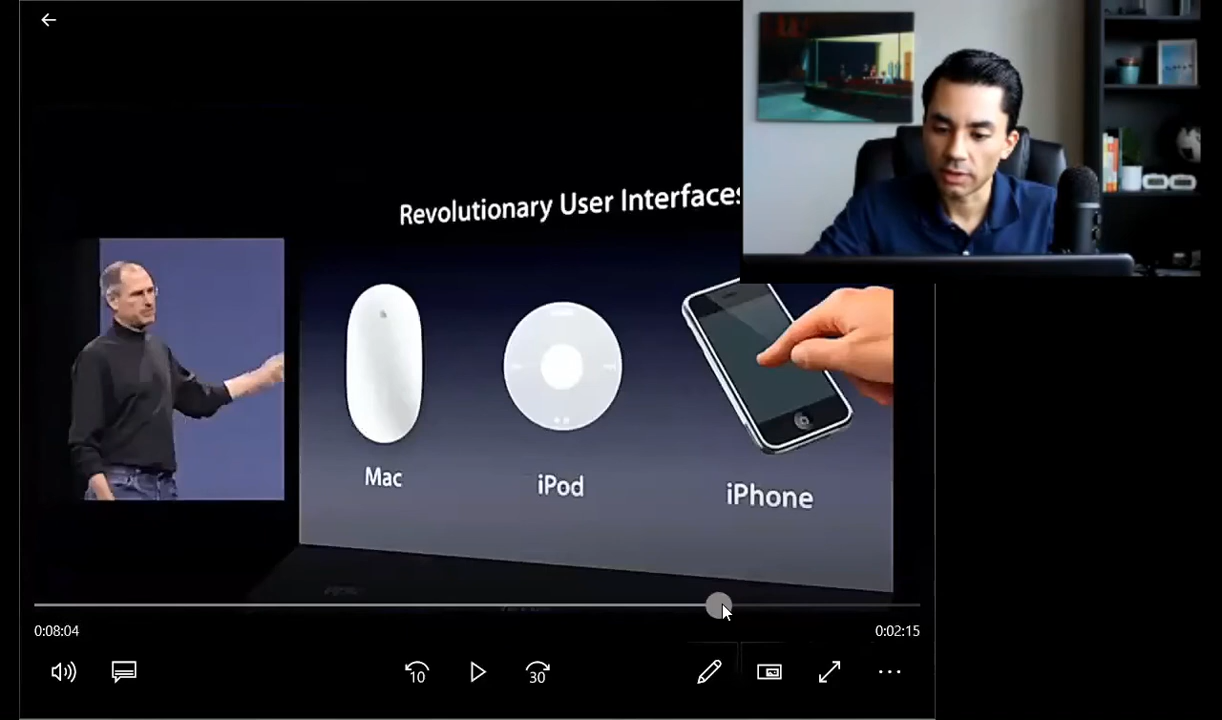 Revolutionary User Interfaces
Mac
iPod
iPhone
0:08:04
0:02:15
10
30